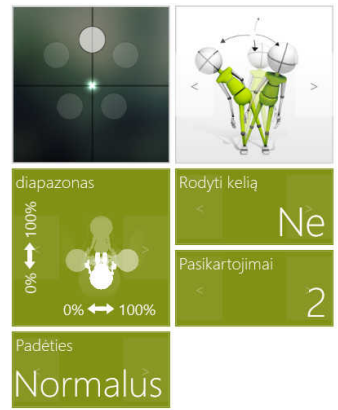 diapazonas
0% ↔ 100%
0% ↔ 100%
Rodyti kelią
Ne
Pasikartojimai
2
Padėties
Normalus